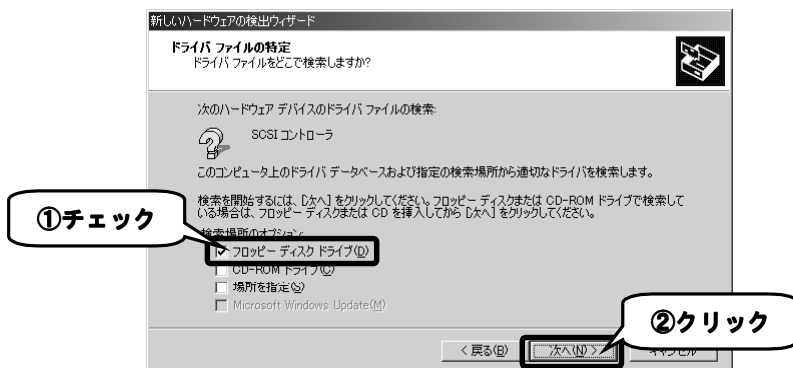 新しいハードウェアの検出ウィザード
ドライバ ファイルの特定
ドライバ ファイルをどこで検索しますか?
次のハードウェア デバイスのドライバ ファイルの検索:
SCSI コントローラ
このコンピュータ上のドライバ データベースおよび指定の検索場所から適切なドライバを検索します。
検索を開始するには、[次へ] をクリックしてください。フロッピー ディスクまたは CD-ROM ドライブで検索して
いる場合は、フロッピー ディスクまたは CD を挿入してから [次へ] をクリックしてください。
①チェック
検索場所のオプション:
フロッピー ディスク ドライブ(D)
CD-ROM ドライブ(C)
場所を指定(S)
Microsoft Windows Update(M)
②クリック
< 戻る(B)
次へ(N) >
キャンセル